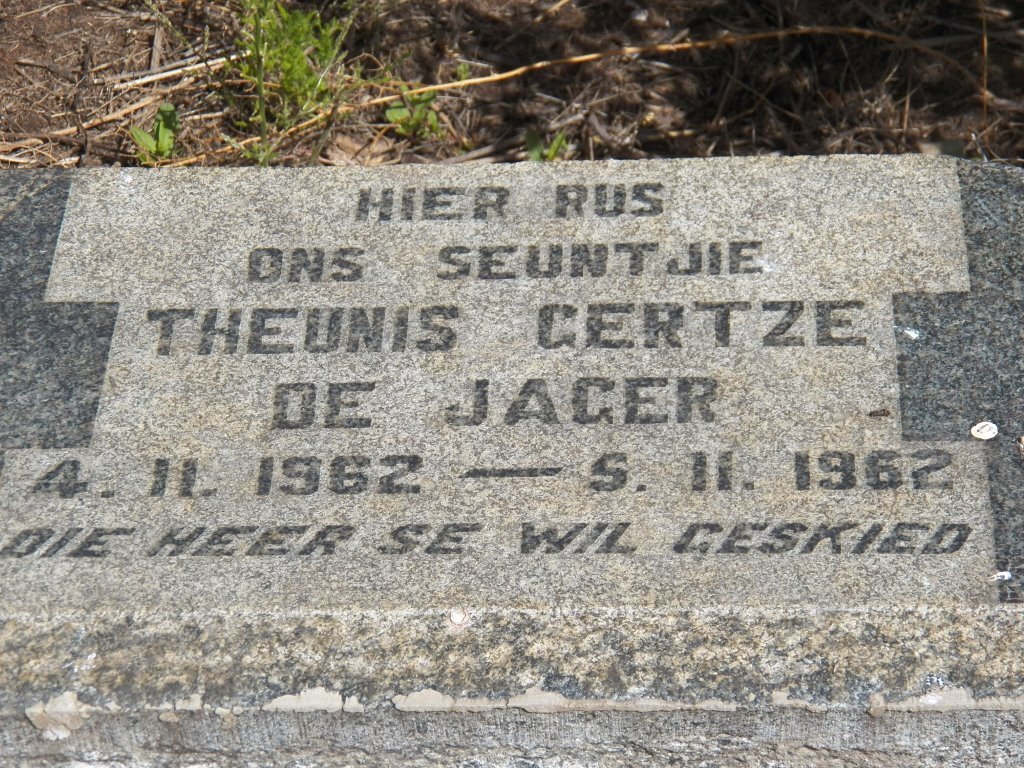 HIER RUS
ONS SEUNTJIE
THEUNIS GERTZE
DE JAGER
4.11.1962 — 5.11.1962
DIE HEER SE WIL GESKIED